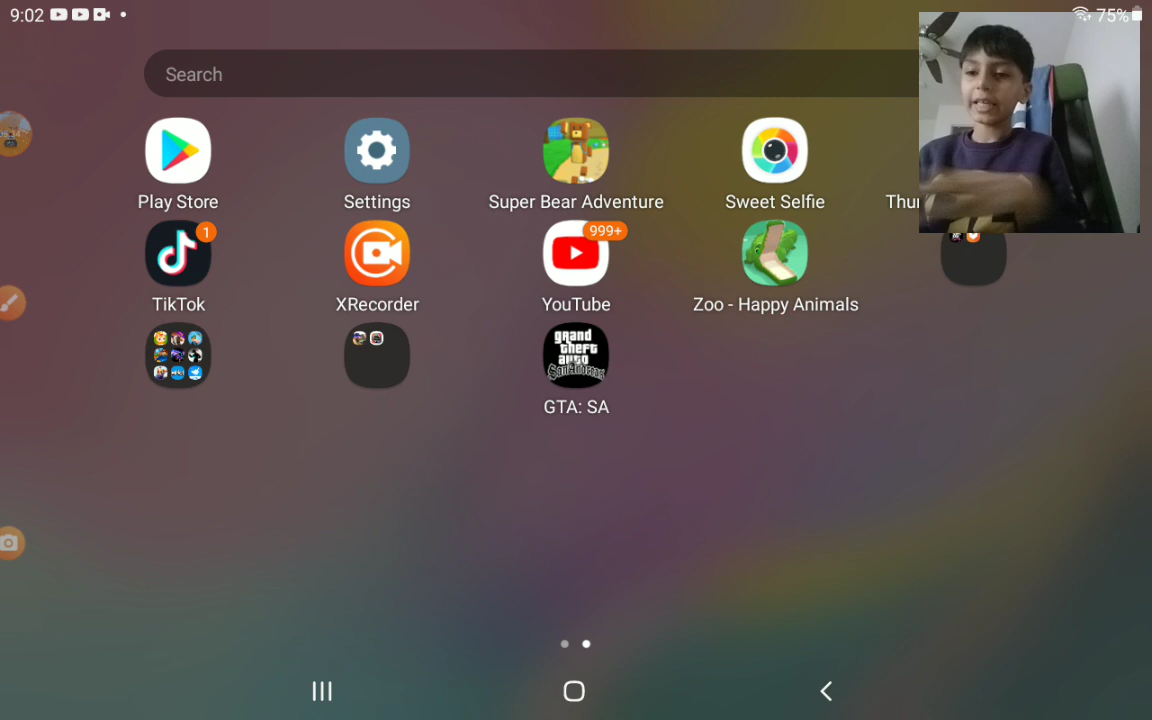 9:02
75%
Search
Play Store
Settings
Super Bear Adventure
Sweet Selfie
1
999+
TikTok
XRecorder
YouTube
Zoo - Happy Animals
grand
theft
auto
San Andreas
GTA: SA